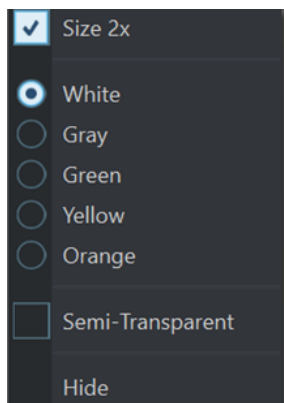 Size 2x
White
Gray
Green
Yellow
Orange
Semi-Transparent
Hide